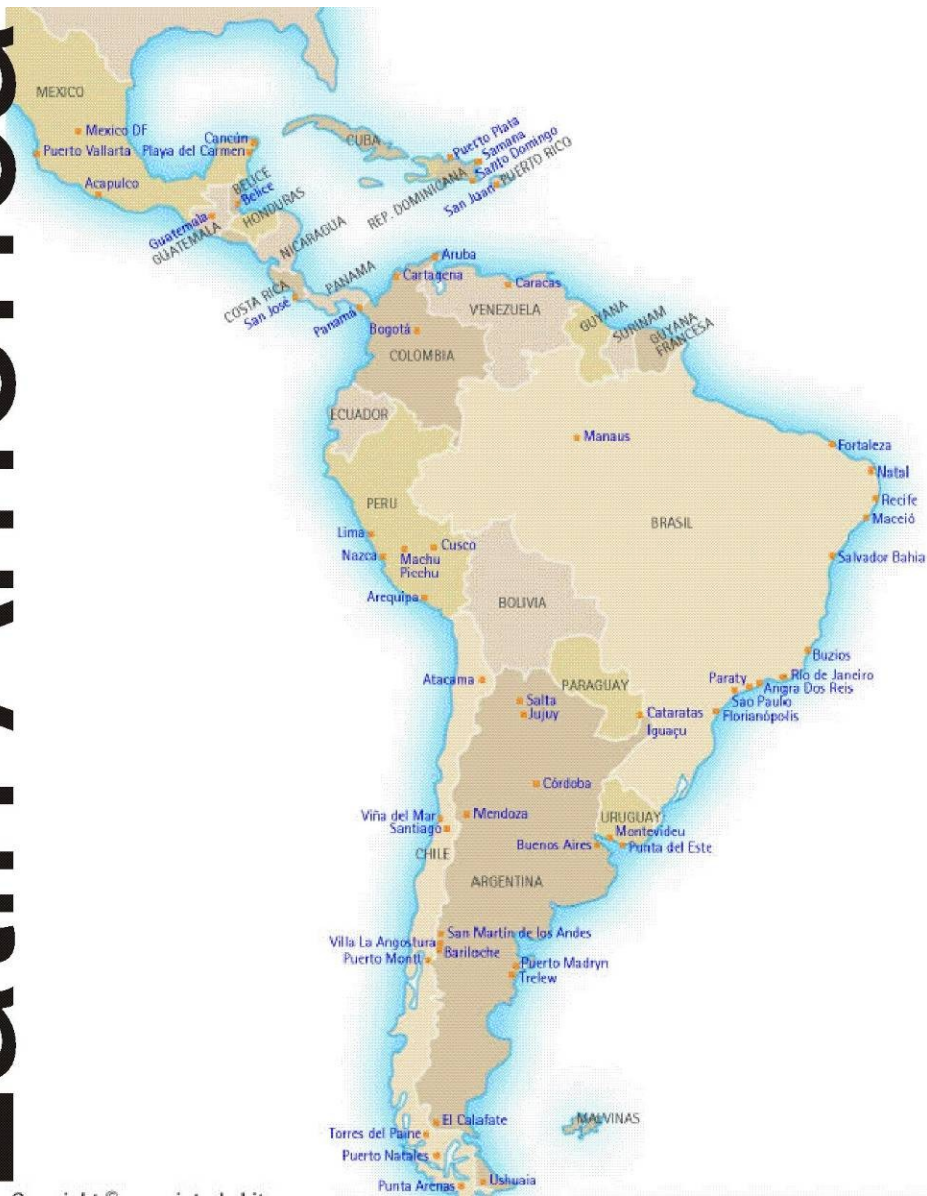 MEXICO
Mexico DF
Cancún
Puerto Vallarta
Playa del Carmen
Acapulco
CUBA
Puerto Plata
Samana
Santo Domingo
PUERTO RICO
REP. DOMINICANA
San Juan
BELICE
Belice
HONDURAS
Guatemala
GUATEMALA
NICARAGUA
COSTA RICA
San José
PANAMA
Panamá
Aruba
Cartagena
Caracas
VENEZUELA
Bogotá
COLOMBIA
GUYANA
SURINAM
GUYANA
FRANCESA
ECUADOR
Manaus
Fortaleza
Natal
Recife
Maceió
PERU
BRASIL
Lima
Cusco
Nazca
Machu
Picchu
Salvador Bahia
Arequipa
BOLIVIA
Buzios
Atacama
PARAGUAY
Paraty
Río de Janeiro
Angra Dos Reis
Sao Paulo
Florianópolis
Salta
Jujuy
Cataratas
Iguaçu
Córdoba
Viña del Mar
Mendoza
Santiago
URUGUAY
Montevideu
Buenos Aires
Punta del Este
CHILE
ARGENTINA
San Martín de los Andes
Villa La Angostura
Bariloche
Puerto Montt
Puerto Madryn
Trelew
El Calafate
MALVINAS
Torres del Paine
Puerto Natales
Ushuaia
Punta Arenas